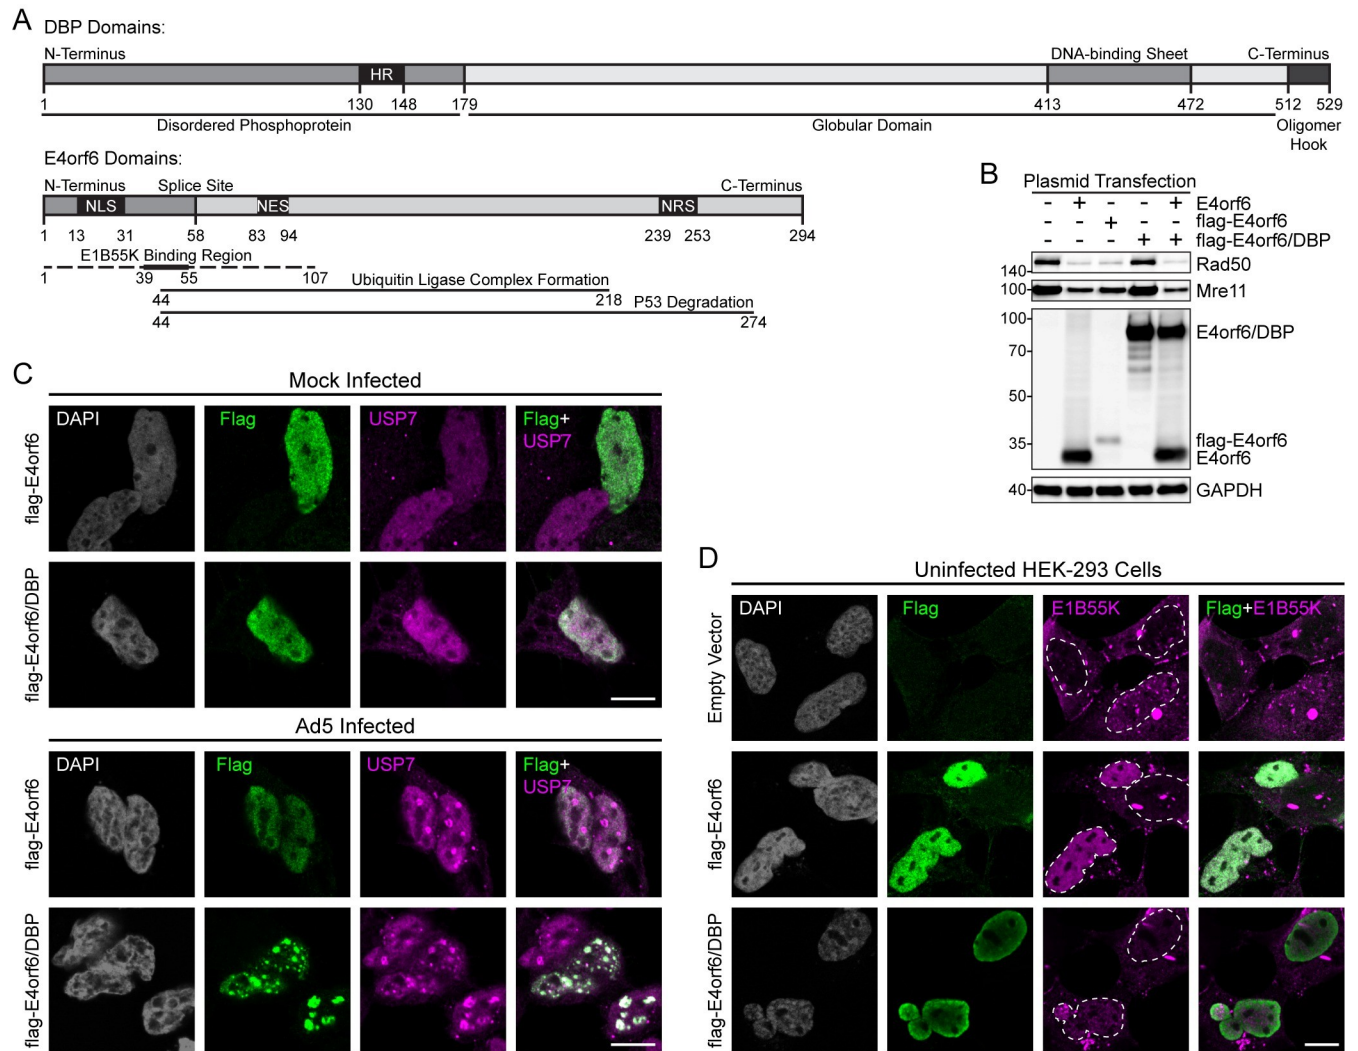 A
DBP Domains:
N-Terminus DNA-binding Sheet C-Terminus
HR
1 130 148 179 413 472 512 529
Disordered Phosphoprotein Globular Domain Oligomer
Hook
E4orf6 Domains:
N-Terminus Splice Site C-Terminus
NLS NES NRS
1 13 31 58 83 94 239 253 294
E1B55K Binding Region
1 39 55 107
Ubiquitin Ligase Complex Formation
44 218
P53 Degradation
44 274
B
Plasmid Transfection
- + - - + E4orf6
- - + - - flag-E4orf6
- - - + + flag-E4orf6/DBP
140 Rad50
100 Mre11
100
E4orf6/DBP
70
50
35 flag-E4orf6
E4orf6
40 GAPDH
C
Mock Infected
flag-E4orf6
DAPI Flag USP7 Flag+
USP7
flag-E4orf6/DBP
Ad5 Infected
flag-E4orf6
DAPI Flag USP7 Flag+
USP7
flag-E4orf6/DBP
D
Uninfected HEK-293 Cells
Empty Vector
DAPI Flag E1B55K Flag+E1B55K
flag-E4orf6
flag-E4orf6/DBP